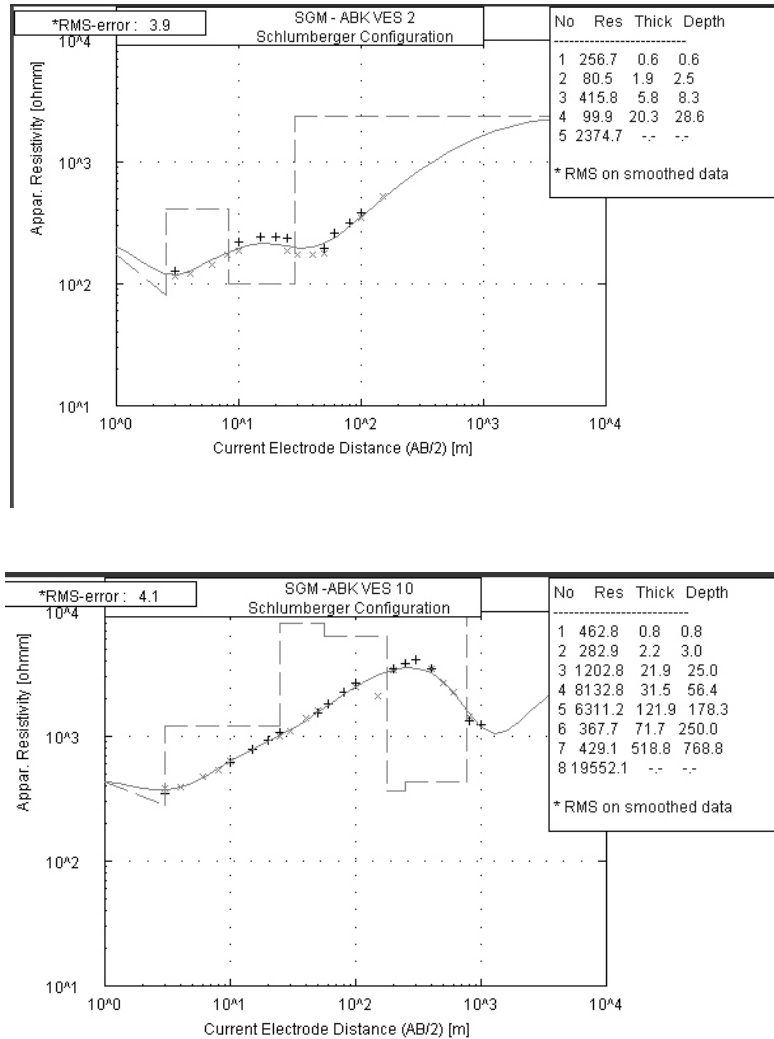 *RMS-error : 3.9
SGM - ABK VES 2
Schlumberger Configuration
No Res Thick Depth
------------------------
1 256.7 0.6 0.6
2 80.5 1.9 2.5
3 415.8 5.8 8.3
4 99.9 20.3 28.6
5 2374.7 -.- -.-
* RMS on smoothed data
Appar. Resistivity [ohmm]
10^4
10^3
10^2
10^1
10^0 10^1 10^2 10^3 10^4
Current Electrode Distance (AB/2) [m]
*RMS-error : 4.1
SGM -ABK VES 10
Schlumberger Configuration
No Res Thick Depth
------------------------
1 462.8 0.8 0.8
2 282.9 2.2 3.0
3 1202.8 21.9 25.0
4 8132.8 31.5 56.4
5 6311.2 121.9 178.3
6 367.7 71.7 250.0
7 429.1 518.8 768.8
8 19552.1 -.- -.-
* RMS on smoothed data
Appar. Resistivity [ohmm]
10^4
10^3
10^2
10^1
10^0 10^1 10^2 10^3 10^4
Current Electrode Distance (AB/2) [m]